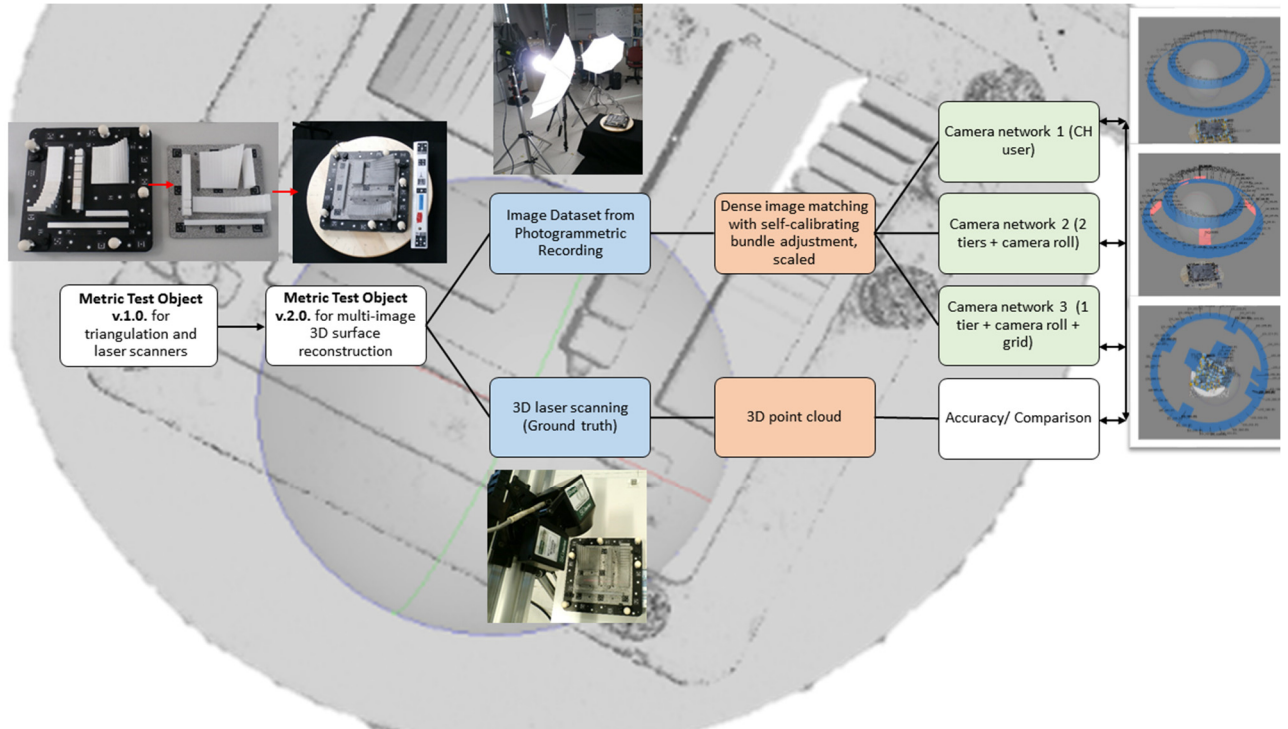 Metric Test Object
v.1.0. for
triangulation and
laser scanners
Metric Test Object
v.2.0. for multi-image
3D surface
reconstruction
Image Dataset from
Photogrammetric
Recording
Dense image matching
with self-calibrating
bundle adjustment,
scaled
Camera network 1 (CH
user)
Camera network 2 (2
tiers + camera roll)
Camera network 3 (1
tier + camera roll +
grid)
3D laser scanning
(Ground truth)
3D point cloud
Accuracy/ Comparison